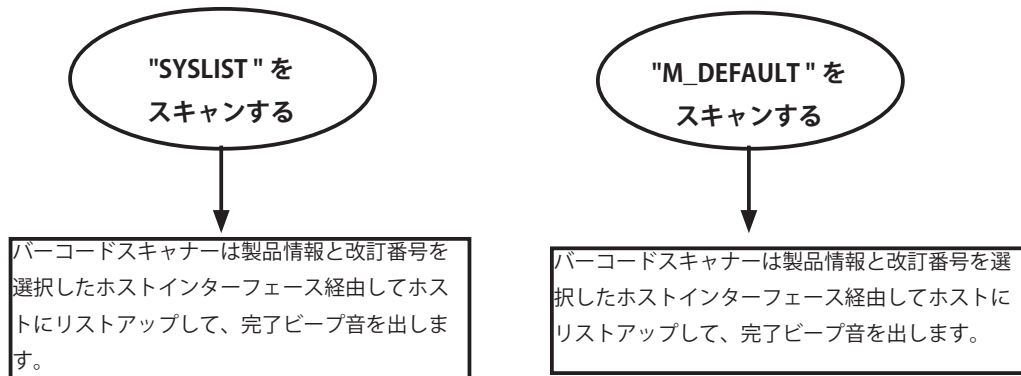 "SYSLIST " を
スキャンする
バーコードスキャナーは製品情報と改訂番号を
選択したホストインターフェース経由してホス
トにリストアップして、完了ビープ音を出しま
す。
"M_DEFAULT " を
スキャンする
バーコードスキャナーは製品情報と改訂番号を選
択したホストインターフェース経由してホストに
リストアップして、完了ビープ音を出します。